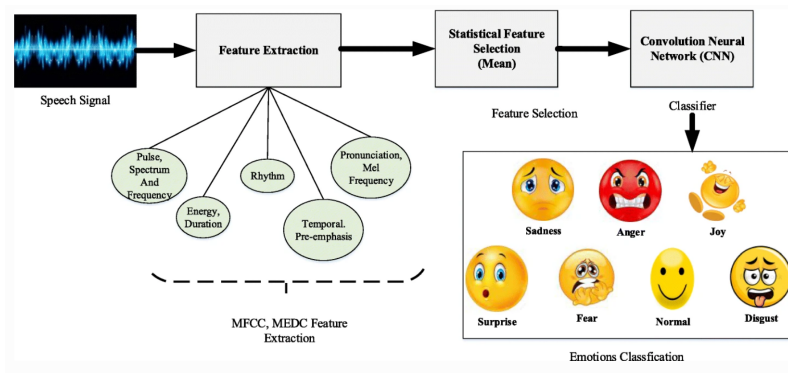 Feature Extraction
Statistical Feature
Selection
(Mean)
Convolution Neural
Network (CNN)
Speech Signal
Feature Selection
Classifier
Pulse,
Spectrum
And
Frequency
Energy,
Duration
Rhythm
Temporal.
Pre-emphasis
Pronunciation,
Mel
Frequency
MFCC, MEDC Feature
Extraction
Sadness
Anger
Joy
Surprise
Fear
Normal
Disgust
Emotions Classfication